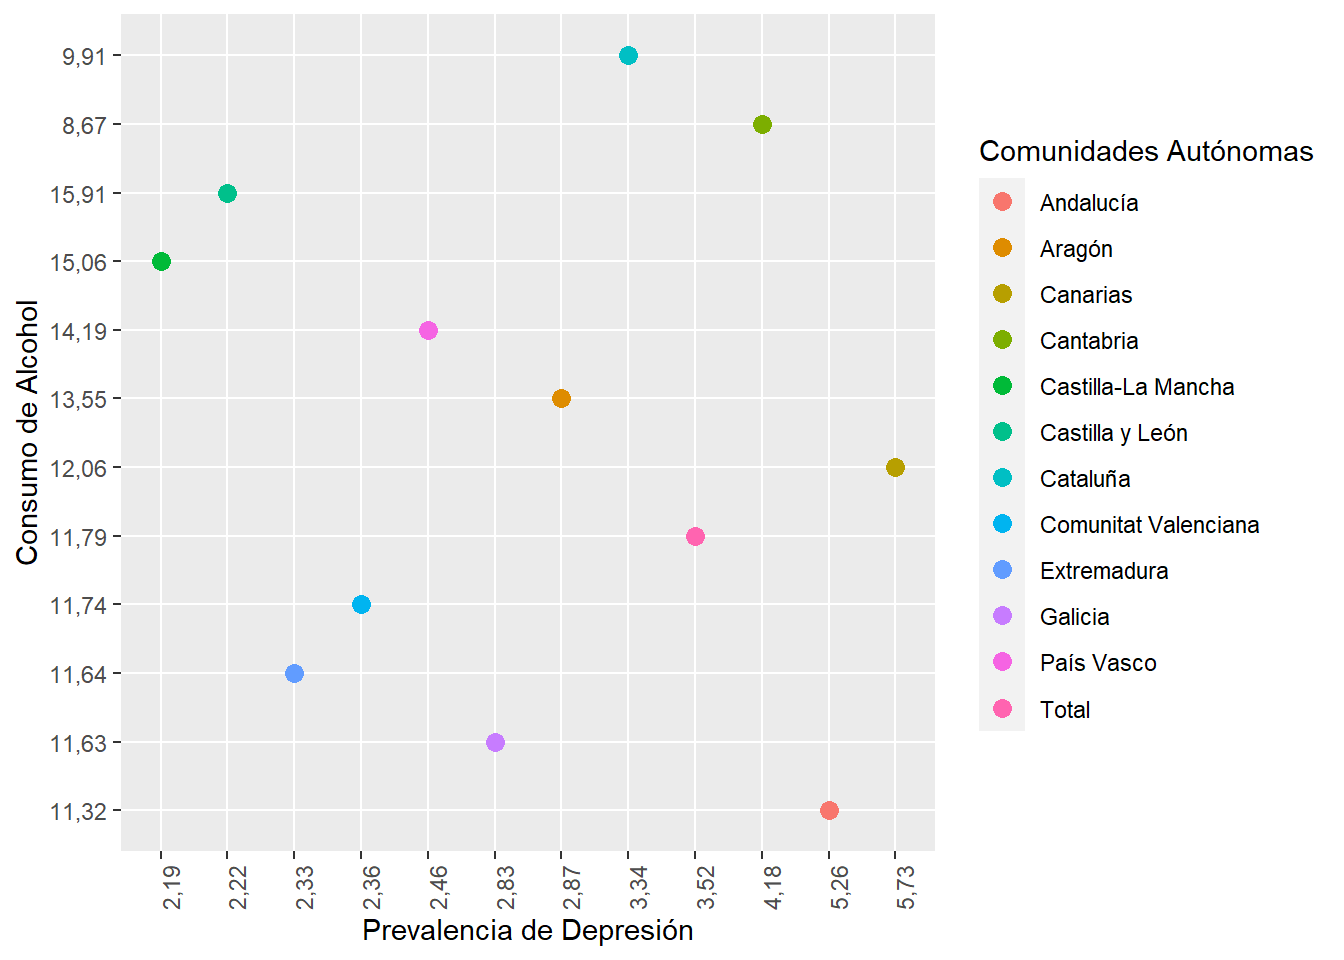 9,91
8,67
15,91
15,06
14,19
13,55
12,06
11,79
11,74
11,64
11,63
11,32
Consumo de Alcohol
2,19
2,22
2,33
2,36
2,46
2,83
2,87
3,34
3,52
4,18
5,26
5,73
Prevalencia de Depresión
Comunidades Autónomas
Andalucía
Aragón
Canarias
Cantabria
Castilla-La Mancha
Castilla y León
Cataluña
Comunitat Valenciana
Extremadura
Galicia
País Vasco
Total